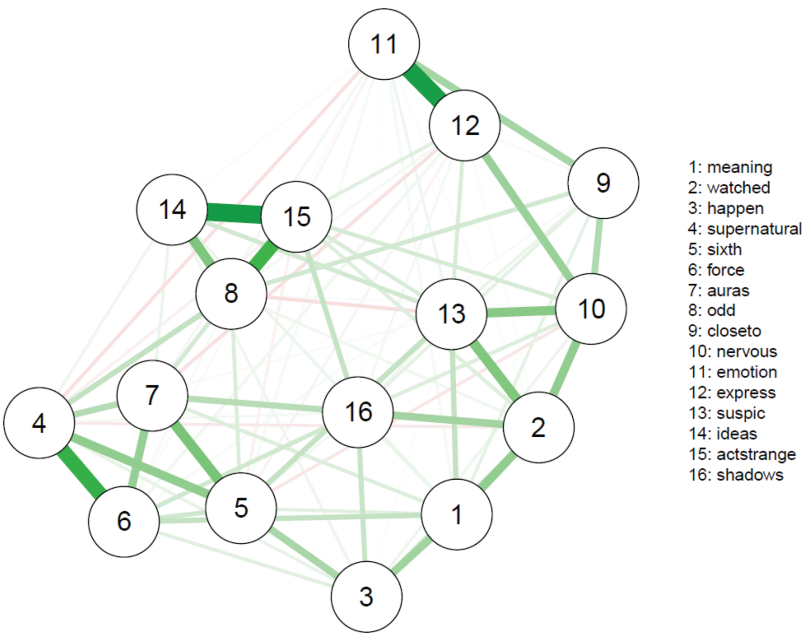 11
12
9
14
15
8
13
10
7
16
4
2
5
6
1
3
1: meaning
2: watched
3: happen
4: supernatural
5: sixth
6: force
7: auras
8: odd
9: closeto
10: nervous
11: emotion
12: express
13: suspic
14: ideas
15: actstrange
16: shadows